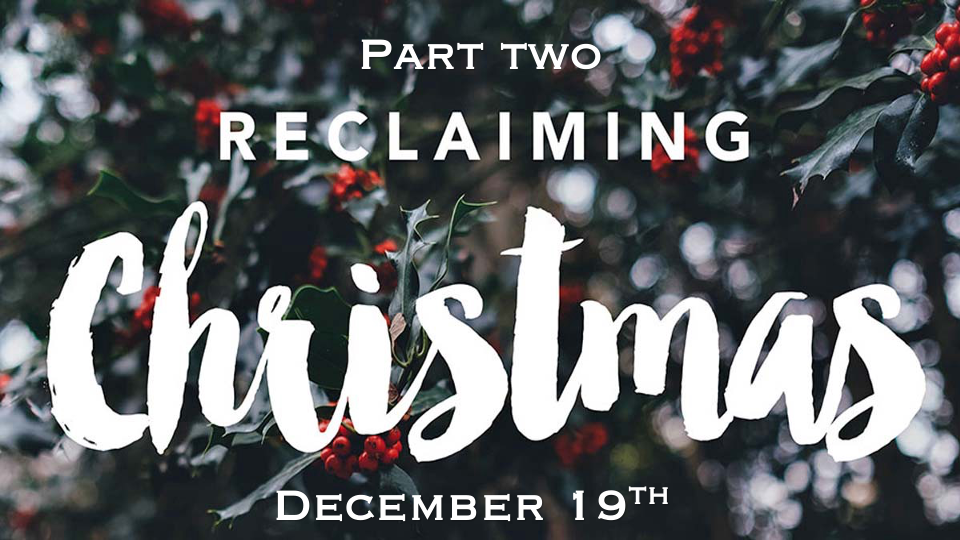 Part two
RECLAIMING
Christmas
December 19th